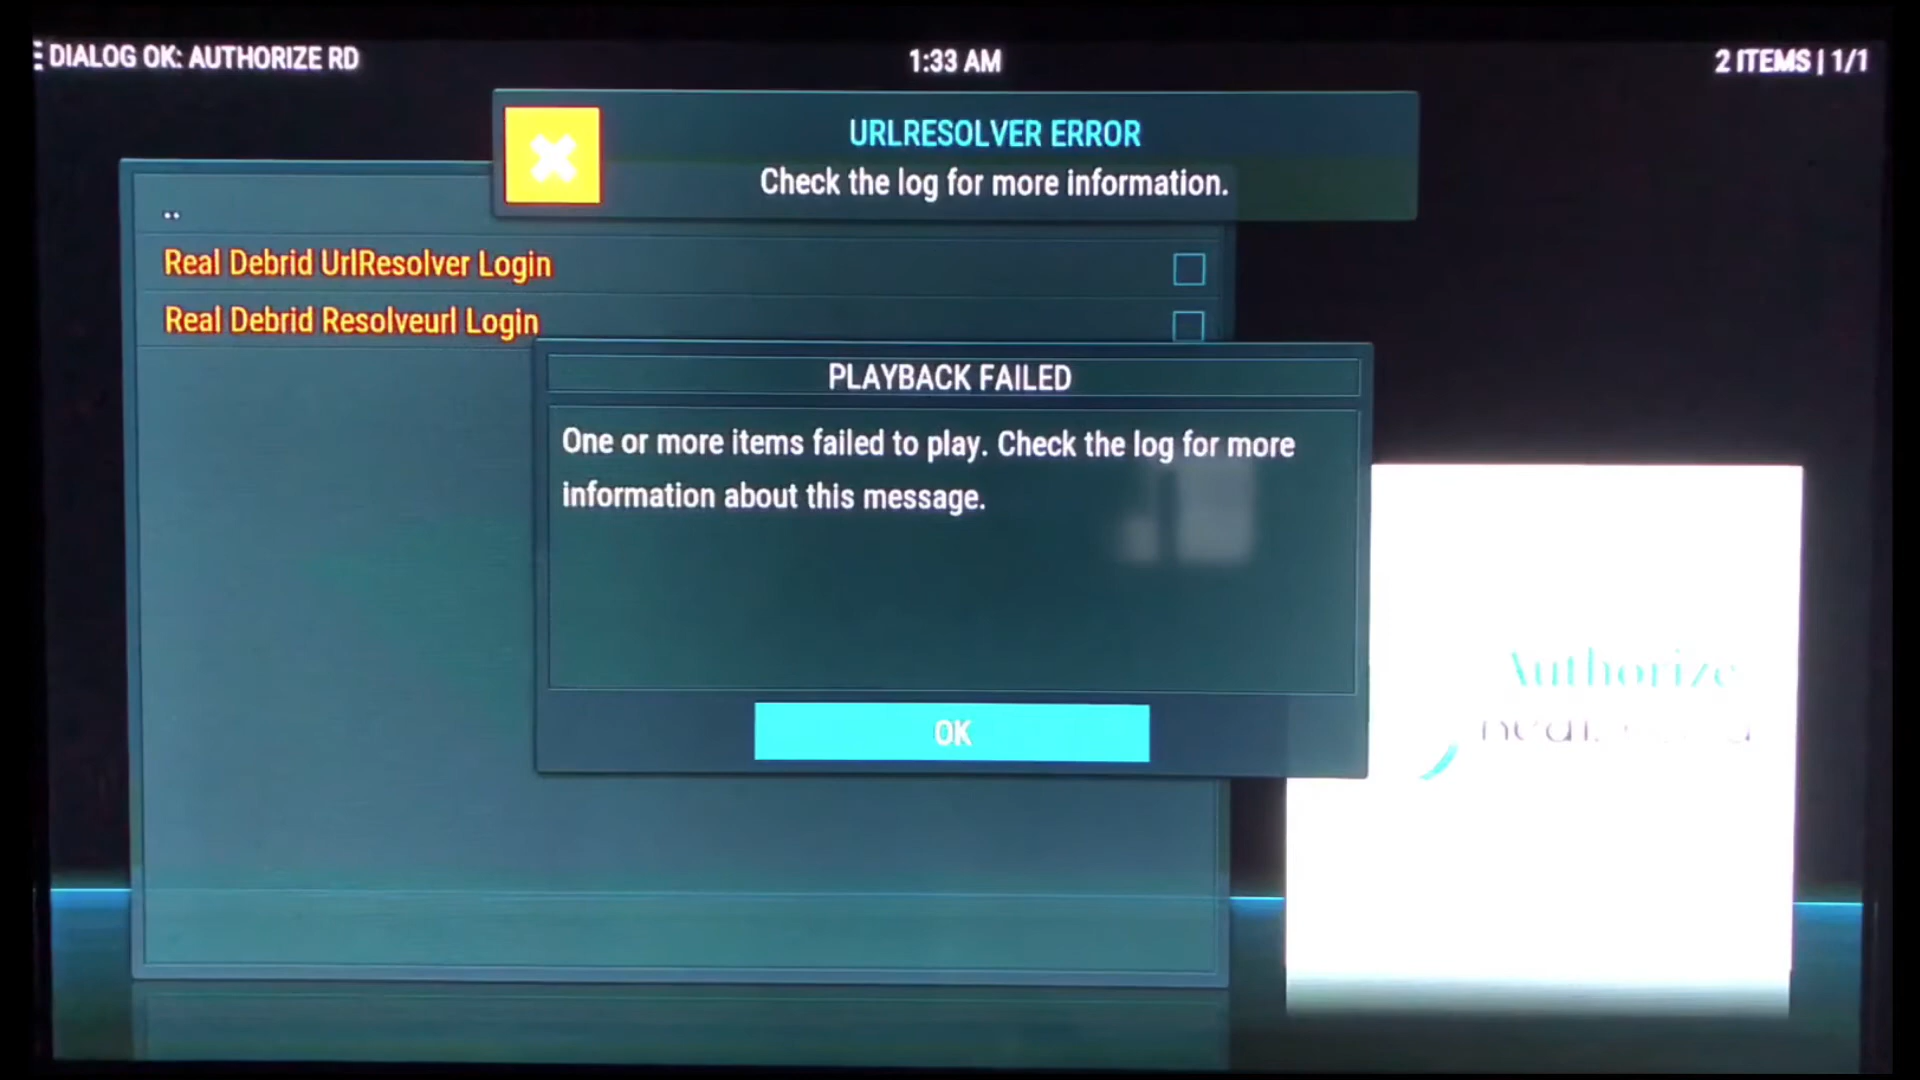 DIALOG OK: AUTHORIZE RD
1:33 AM
2 ITEMS | 1/1
URLRESOLVER ERROR
Check the log for more information.
..
Real Debrid UrlResolver Login
Real Debrid Resolveurl Login
PLAYBACK FAILED
One or more items failed to play. Check the log for more
information about this message.
OK
Authorize